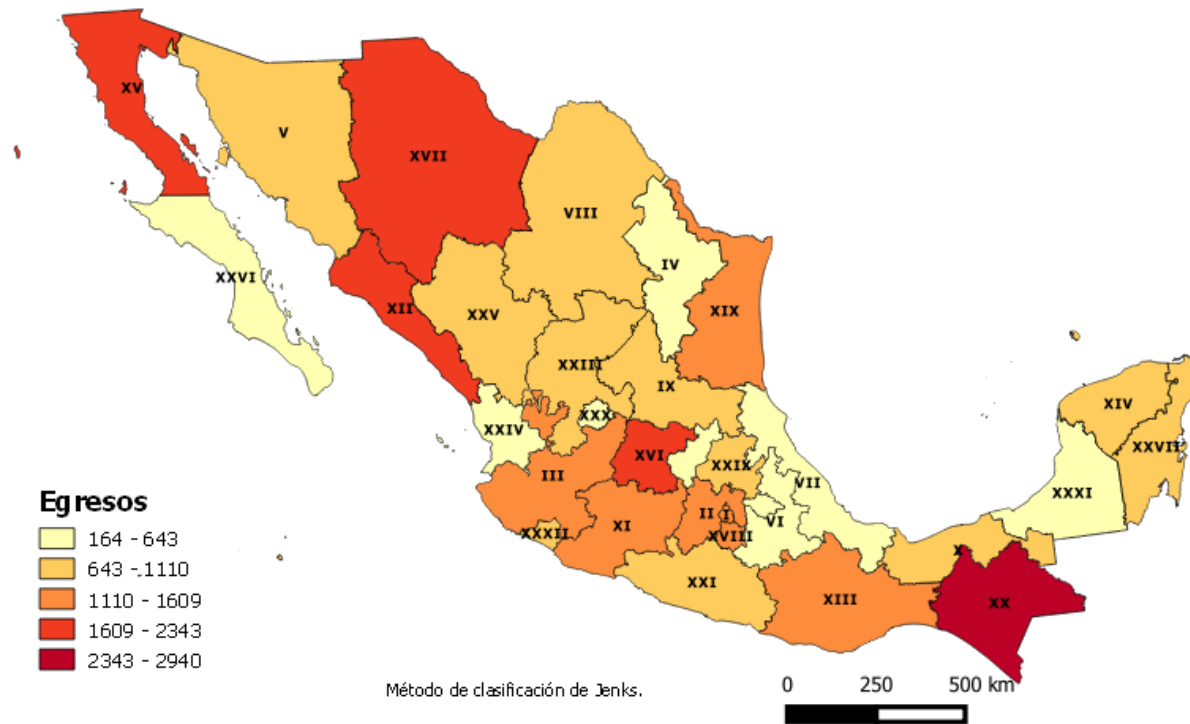 XV
V
XVII
VIII
IV
XXVI
XII
XXV
XIX
XXIII
IX
XXIV
XXX
XVI
XXIX
III
VII
II
I
XI
VI
XXXII
XVIII
XXI
XIII
X
XX
XIV
XXVII
XXXI
Egresos
164 - 643
643 - 1110
1110 - 1609
1609 - 2343
2343 - 2940
Método de clasificación de Jenks.
0 250 500 km